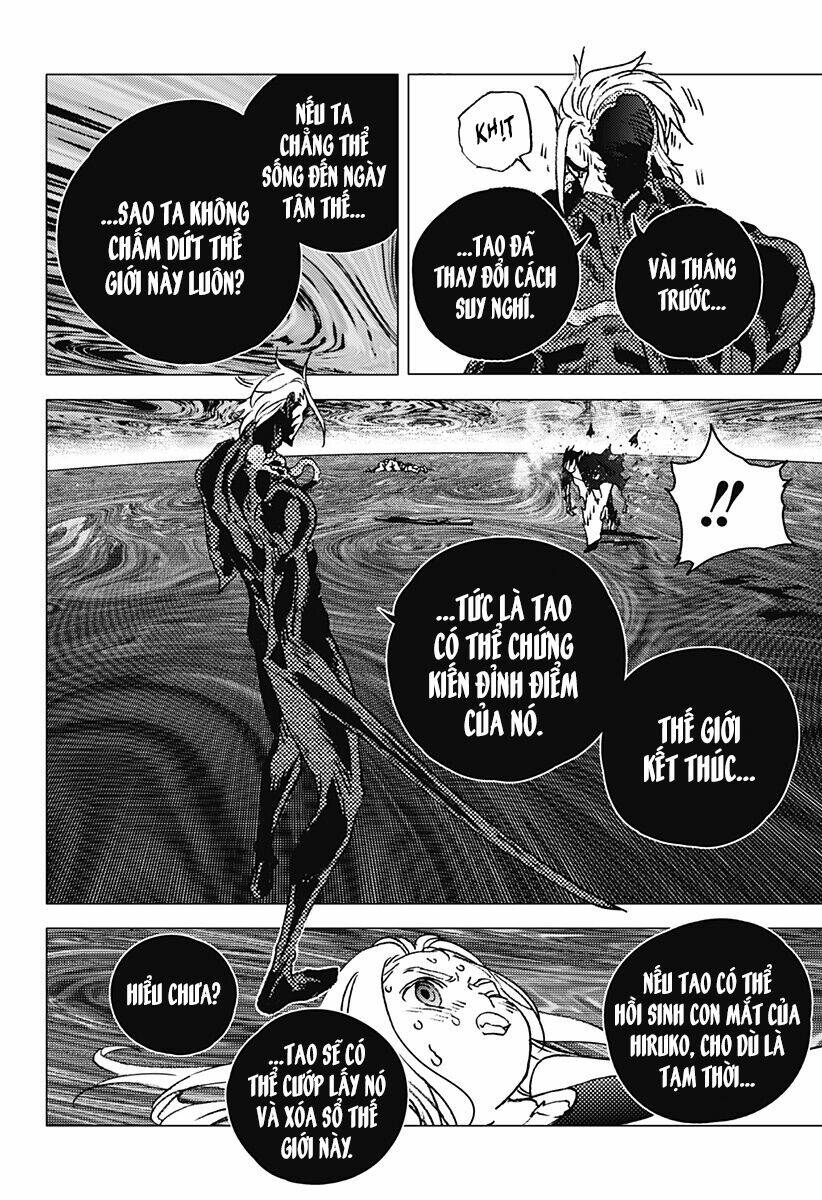 KHỊT
VÀI THÁNG
TRƯỚC...
...TAO ĐÃ
THAY ĐỔI CÁCH
SUY NGHĨ.
NẾU TA
CHẲNG THỂ
SỐNG ĐẾN NGÀY
TẬN THẾ...
...SAO TA KHÔNG
CHẤM DỨT THẾ
GIỚI NÀY LUÔN?
!!
THẾ GIỚI
KẾT THÚC...
...TỨC LÀ TAO
CÓ THỂ CHỨNG
KIẾN ĐỈNH ĐIỂM
CỦA NÓ.
NẾU TAO CÓ THỂ
HỒI SINH CON MẮT CỦA
HIRUKO, CHO DÙ LÀ
TẠM THỜI...
...TAO SẼ CÓ
THỂ CƯỚP LẤY NÓ
VÀ XÓA SỔ THẾ
GIỚI NÀY.
HIỂU CHƯA?